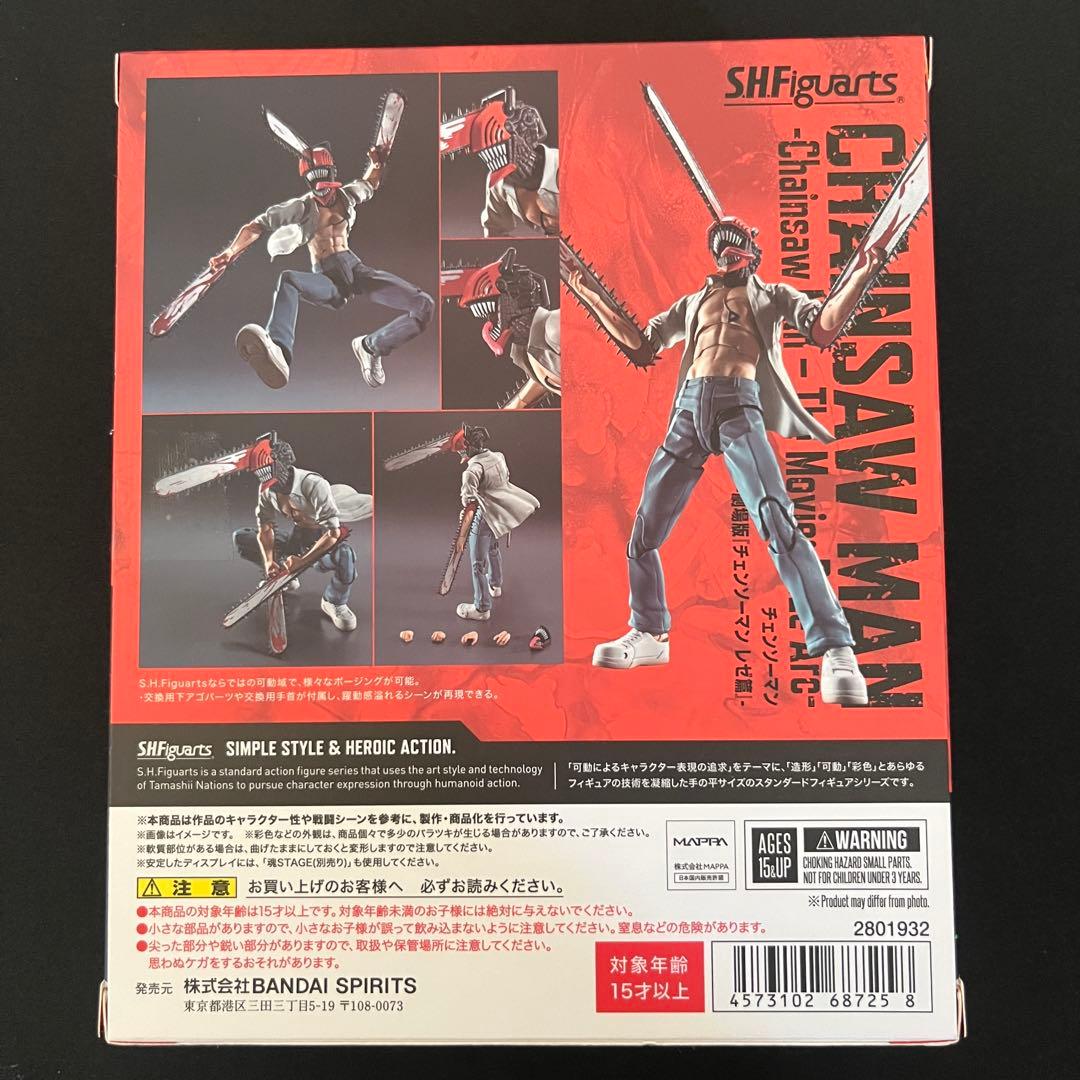 S.H.Figuarts®
CHAINSAW MAN
-Chainsaw Man – The Movie: Reze Arc-
チェンソーマン
劇場版「チェンソーマン レゼ篇」-
S.H.Figuartsならではの可動域で、様々なポージングが可能。
・交換用下アゴパーツや交換用手首が付属し、躍動感溢れるシーンが再現できる。
S.H.Figuarts. SIMPLE STYLE & HEROIC ACTION.
S.H.Figuarts is a standard action figure series that uses the art style and technology
of Tamashii Nations to pursue character expression through humanoid action.
「可動によるキャラクター表現の追求」をテーマに、「造形」「可動」「彩色」とあらゆる
フィギュアの技術を凝縮した手の平サイズのスタンダードフィギュアシリーズです。
※本商品は作品のキャラクター性や戦闘シーンを参考に、製作・商品化を行っています。
※画像はイメージです。 ※彩色などの外観は、商品個々で多少のバラツキが生じる場合がありますので、ご了承ください。
※軟質部位がある場合は、曲げたままにしておくと変形しますので注意してください。
※安定したディスプレイには、「魂STAGE(別売り)」も使用してください。
MAPPA
株式会社MAPPA
日本国内販売許諾
AGES
15&UP
WARNING
CHOKING HAZARD SMALL PARTS.
NOT FOR CHILDREN UNDER 3 YEARS.
※Product may differ from photo.
注意 お買い上げのお客様へ 必ずお読みください。
●本商品の対象年齢は15才以上です。対象年齢未満のお子様には絶対に与えないでください。
●小さな部品がありますので、小さなお子様が誤って飲み込まないように注意してください。窒息などの危険があります。
●尖った部分や鋭い部分がありますので、取扱や保管場所に注意してください。
思わぬケガをするおそれがあります。
発売元 株式会社BANDAI SPIRITS
東京都港区三田三丁目5-19 〒108-0073
対象年齢
15才以上
2801932
4573102 68725 8